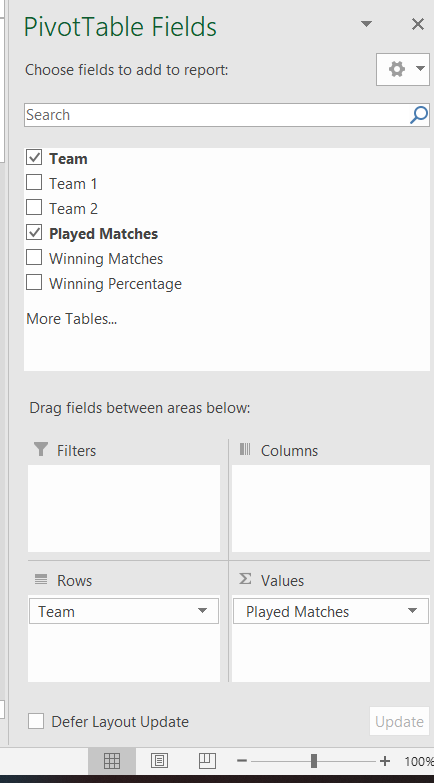 PivotTable Fields
Choose fields to add to report:
Search
Team
Team 1
Team 2
Played Matches
Winning Matches
Winning Percentage
More Tables...
Drag fields between areas below:
Filters
Columns
Rows
Values
Team
Played Matches
Defer Layout Update
Update
100%